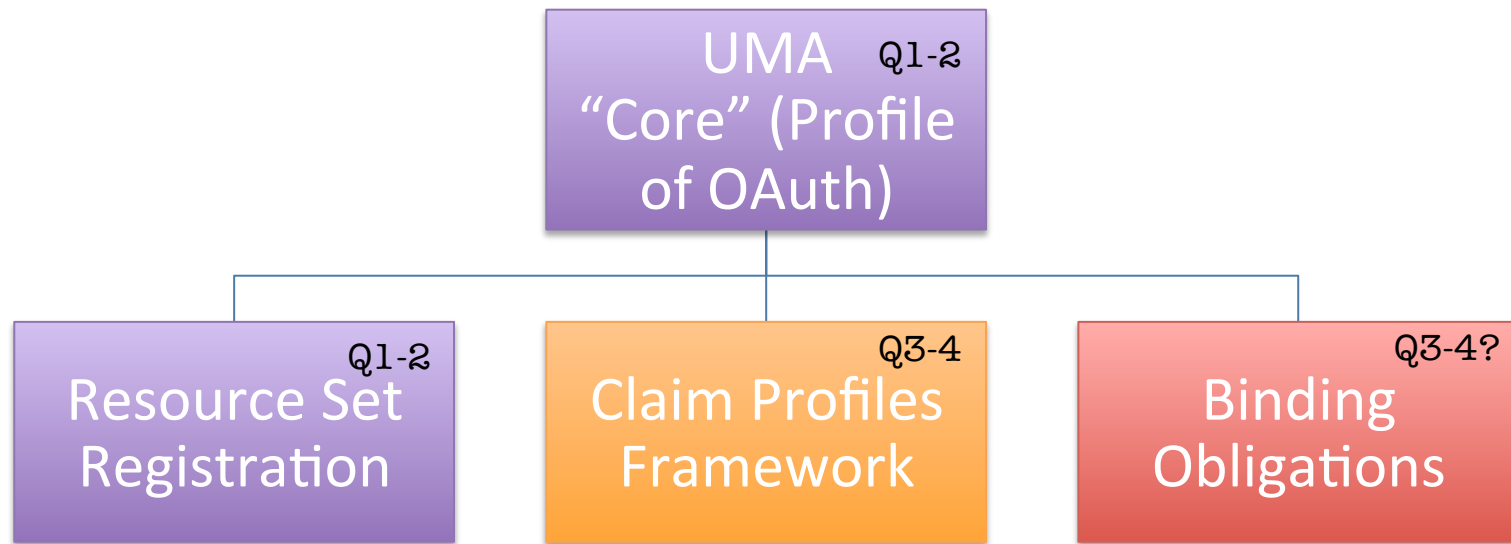 UMA Q1-2
“Core” (Profile
of OAuth)
Q1-2
Resource Set
Registration
Q3-4
Claim Profiles
Framework
Q3-4?
Binding
Obligations